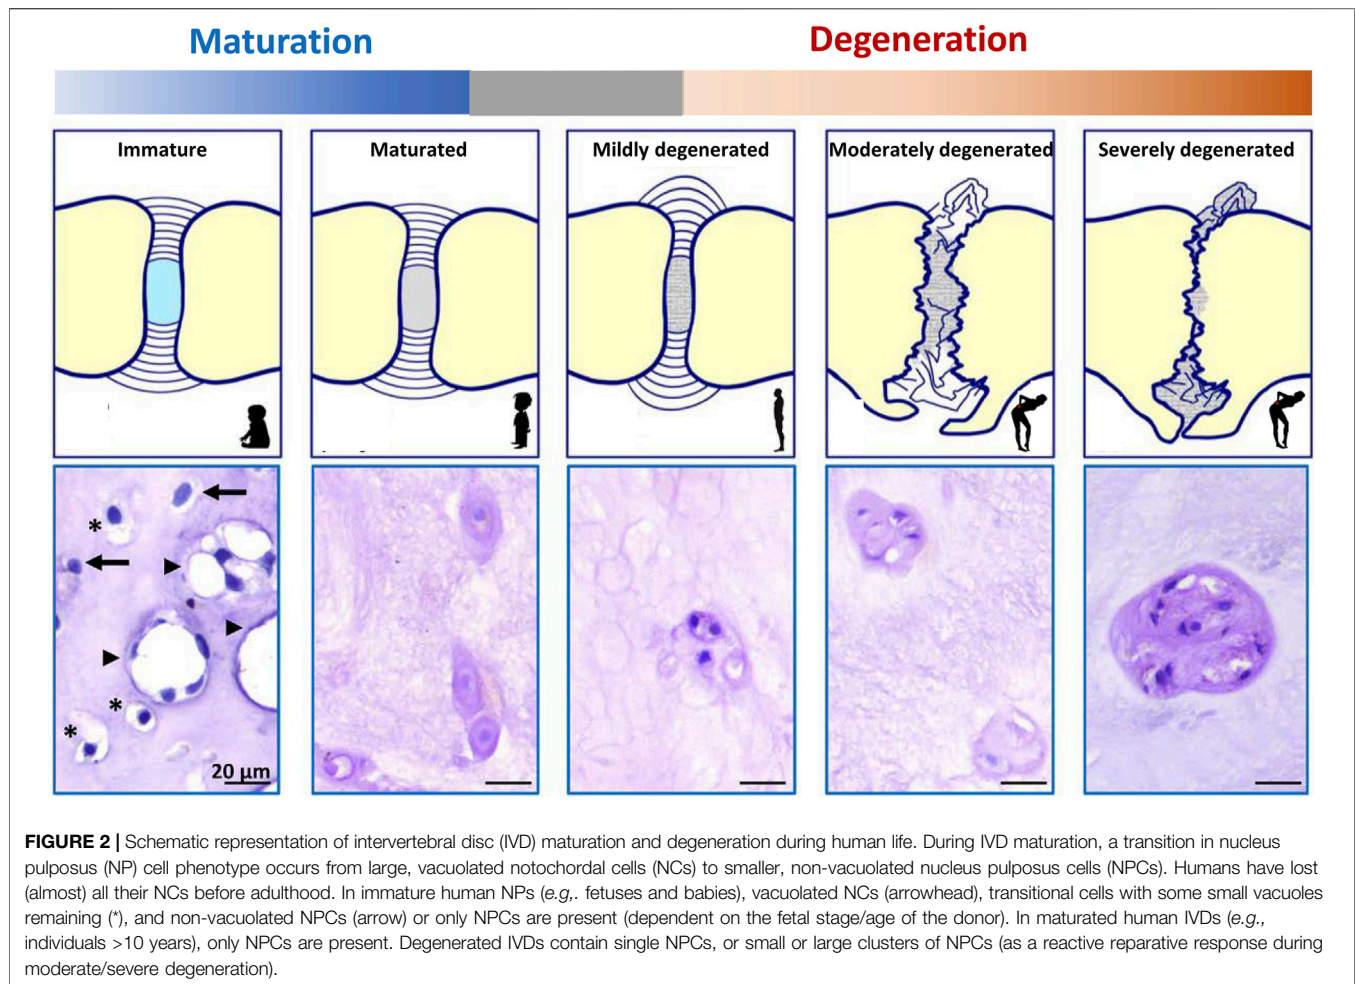 Maturation
Degeneration
Immature
Maturated
Mildly degenerated
Moderately degenerated
Severely degenerated
*
*
*
20 µm
FIGURE 2 | Schematic representation of intervertebral disc (IVD) maturation and degeneration during human life. During IVD maturation, a transition in nucleus
pulposus (NP) cell phenotype occurs from large, vacuolated notochordal cells (NCs) to smaller, non-vacuolated nucleus pulposus cells (NPCs). Humans have lost
(almost) all their NCs before adulthood. In immature human NPs (e.g,. fetuses and babies), vacuolated NCs (arrowhead), transitional cells with some small vacuoles
remaining (*), and non-vacuolated NPCs (arrow) or only NPCs are present (dependent on the fetal stage/age of the donor). In maturated human IVDs (e.g.,
individuals >10 years), only NPCs are present. Degenerated IVDs contain single NPCs, or small or large clusters of NPCs (as a reactive reparative response during
moderate/severe degeneration).